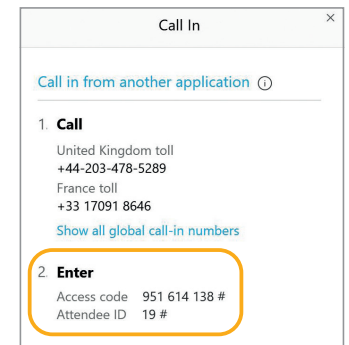 Call In
Call in from another application
1. Call
United Kingdom toll
+44-203-478-5289
France toll
+33 17091 8646
Show all global call-in numbers
2. Enter
Access code 951 614 138 #
Attendee ID 19 #